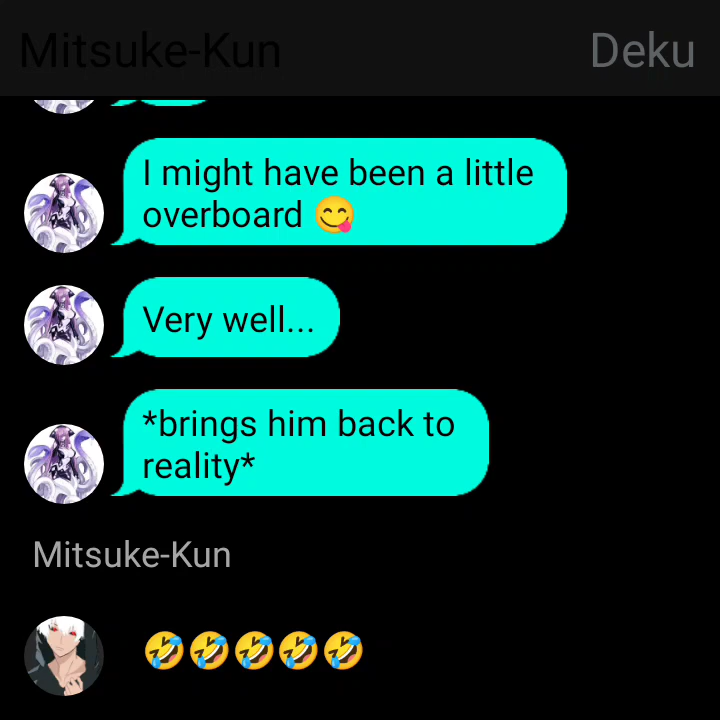 Mitsuke-Kun Deku
I might have been a little
overboard 😋
Very well...
*brings him back to
reality*
Mitsuke-Kun
🤣🤣🤣🤣🤣